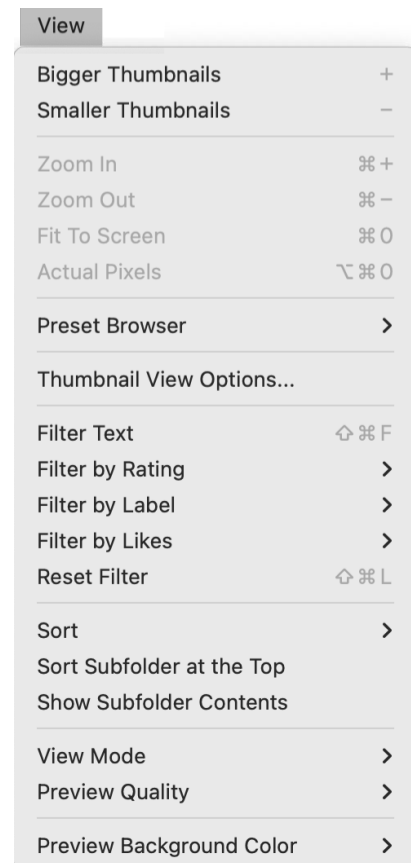 View
Bigger Thumbnails +
Smaller Thumbnails −
Zoom In ⌘ +
Zoom Out ⌘ −
Fit To Screen ⌘ 0
Actual Pixels ⌥ ⌘ 0
Preset Browser >
Thumbnail View Options...
Filter Text ⇧ ⌘ F
Filter by Rating >
Filter by Label >
Filter by Likes >
Reset Filter ⇧ ⌘ L
Sort >
Sort Subfolder at the Top
Show Subfolder Contents
View Mode >
Preview Quality >
Preview Background Color >